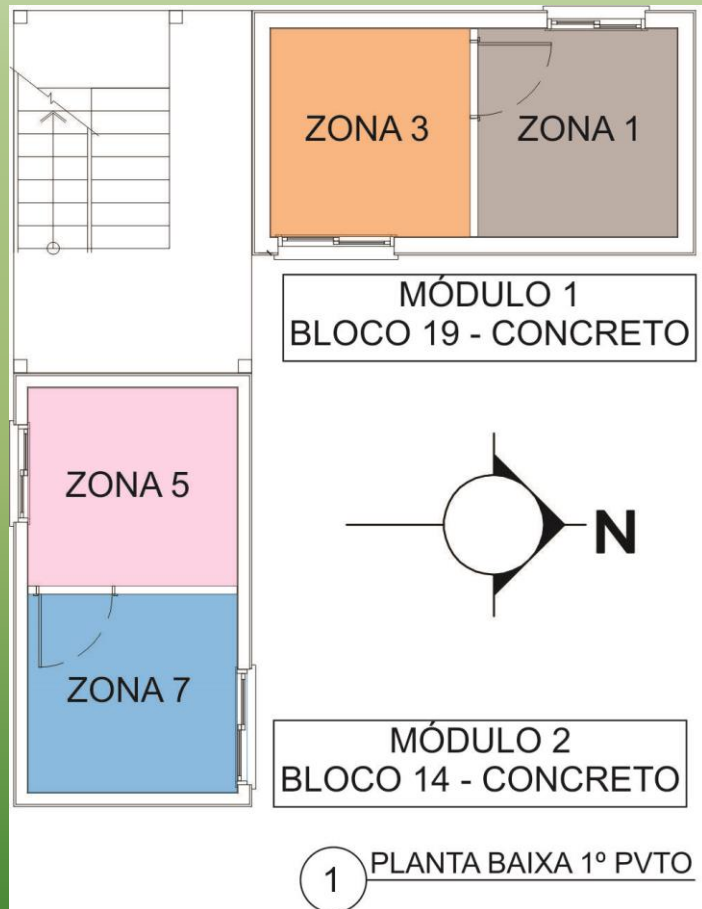 ZONA 3
ZONA 1
MÓDULO 1
BLOCO 19 - CONCRETO
ZONA 5
N
ZONA 7
MÓDULO 2
BLOCO 14 - CONCRETO
1 PLANTA BAIXA 1º PVTO